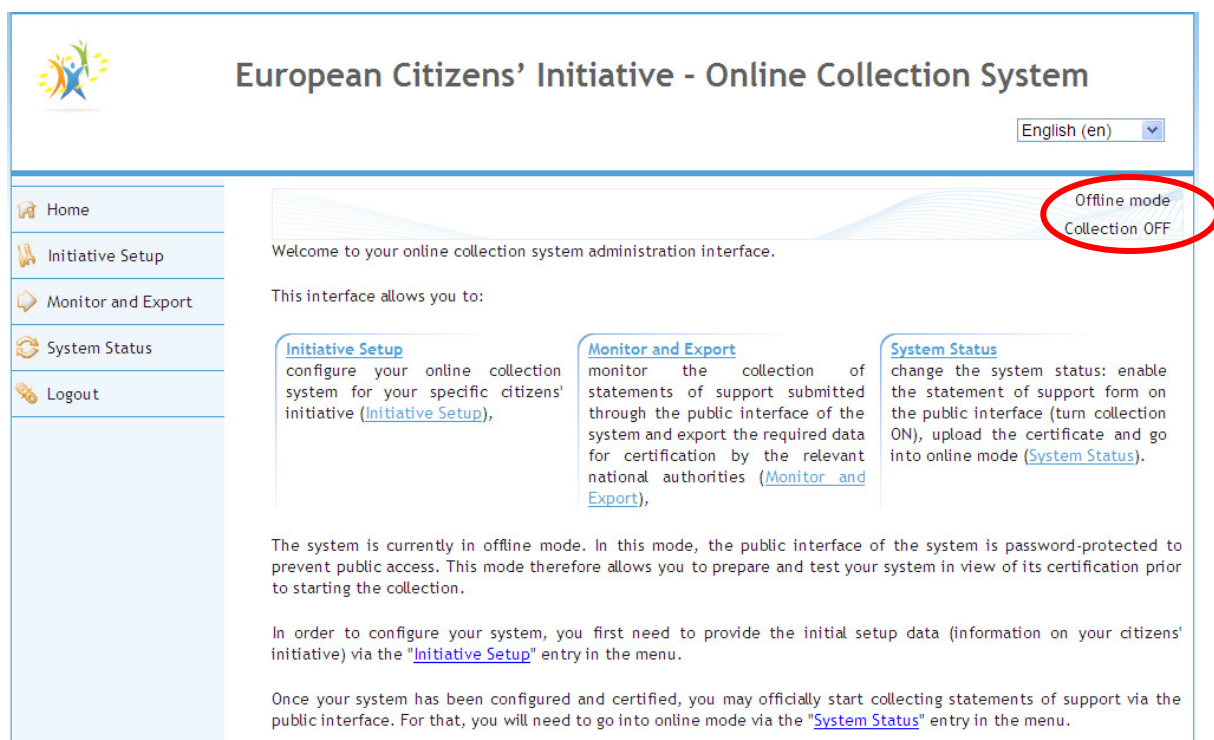 European Citizens' Initiative - Online Collection System
English (en)
Home
Initiative Setup
Monitor and Export
System Status
Logout
Offline mode
Collection OFF
Welcome to your online collection system administration interface.
This interface allows you to:
Initiative Setup
configure your online collection
system for your specific citizens'
initiative (Initiative Setup),
Monitor and Export
monitor the collection of
statements of support submitted
through the public interface of the
system and export the required data
for certification by the relevant
national authorities (Monitor and
Export),
System Status
change the system status: enable
the statement of support form on
the public interface (turn collection
ON), upload the certificate and go
into online mode (System Status).
The system is currently in offline mode. In this mode, the public interface of the system is password-protected to
prevent public access. This mode therefore allows you to prepare and test your system in view of its certification prior
to starting the collection.
In order to configure your system, you first need to provide the initial setup data (information on your citizens'
initiative) via the "Initiative Setup" entry in the menu.
Once your system has been configured and certified, you may officially start collecting statements of support via the
public interface. For that, you will need to go into online mode via the "System Status" entry in the menu.